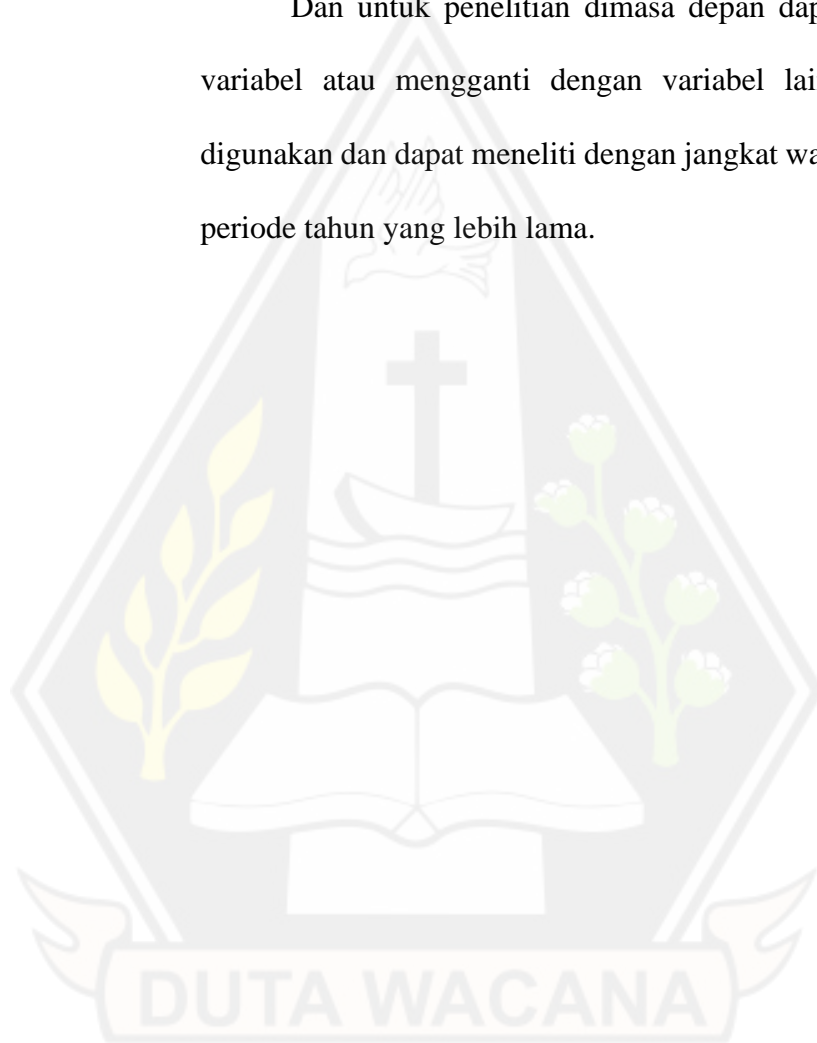 Dan untuk penelitian dimasa depan
variabel atau mengganti dengan variabel
digunakan dan dapat meneliti dengan jangkat
periode tahun yang lebih lama.
DUTA WACANA